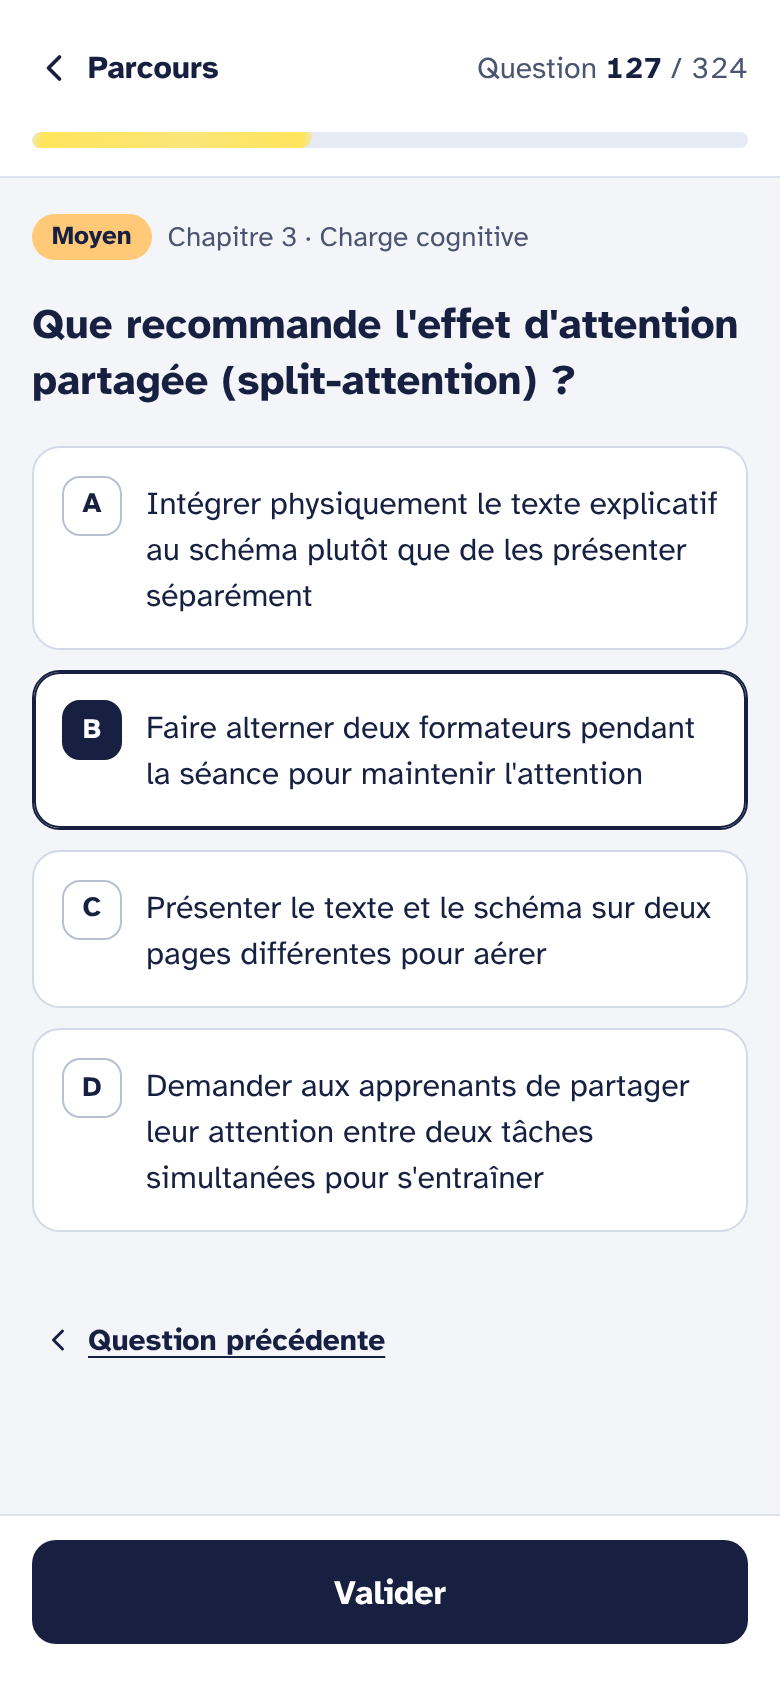 Parcours
Question 127 / 324
Moyen
Chapitre 3 · Charge cognitive
Que recommande l'effet d'attention
partagée (split-attention) ?
A
Intégrer physiquement le texte explicatif
au schéma plutôt que de les présenter
séparément
B
Faire alterner deux formateurs pendant
la séance pour maintenir l'attention
C
Présenter le texte et le schéma sur deux
pages différentes pour aérer
D
Demander aux apprenants de partager
leur attention entre deux tâches
simultanées pour s'entraîner
Question précédente
Valider